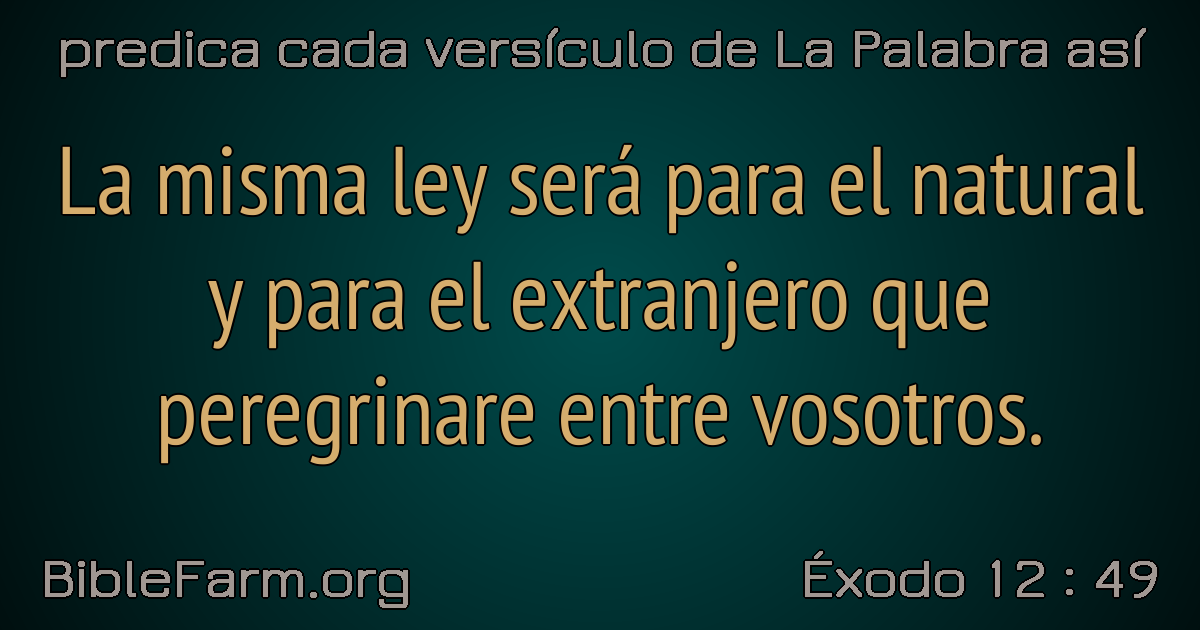 predica cada versículo de La Palabra así
La misma ley será para el natural
y para el extranjero que
peregrinare entre vosotros.
BibleFarm.org
Éxodo 12 : 49